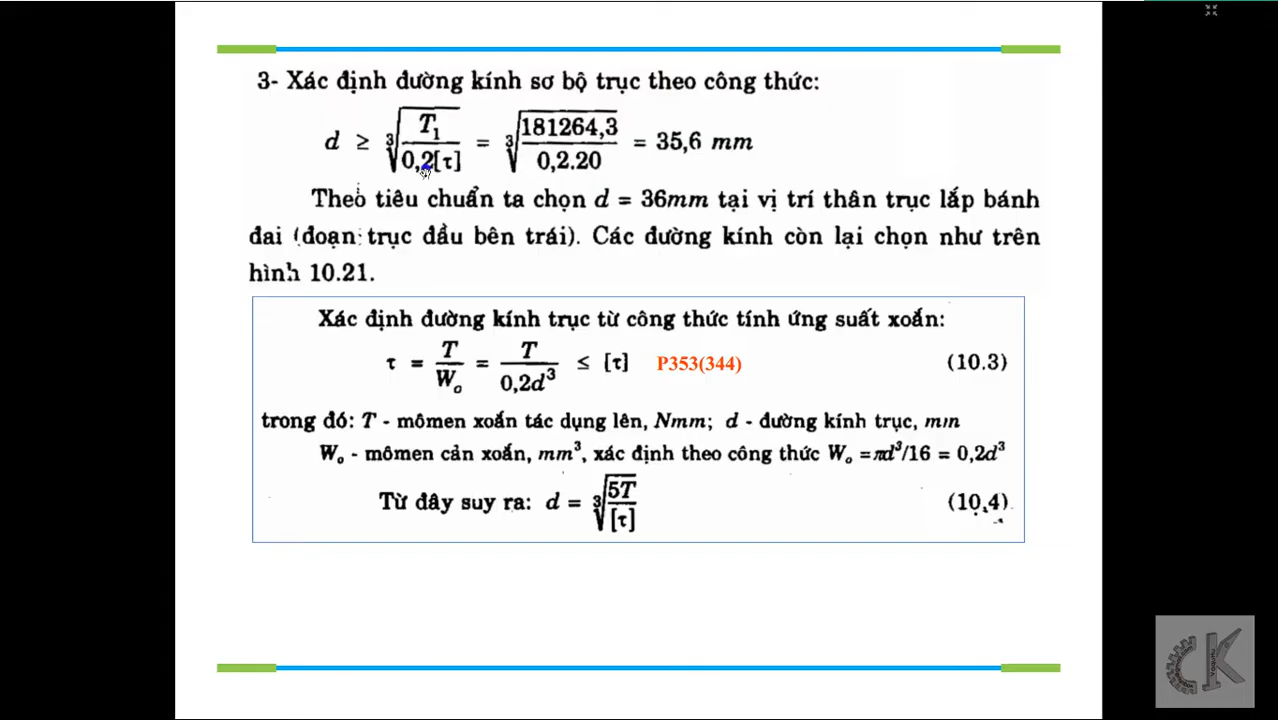 3- Xác định đường kính sơ bộ trục theo công thức:
d ≥ ∛(T₁ / 0,2[τ]) = ∛(181264,3 / 0,2.20) = 35,6 mm
Theo tiêu chuẩn ta chọn d = 36mm tại vị trí thân trục lắp bánh
đai (đoạn trục đầu bên trái). Các đường kính còn lại chọn như trên
hình 10.21.
Xác định đường kính trục từ công thức tính ứng suất xoắn:
τ = T / Wₒ = T / 0,2d³ ≤ [τ] P353(344) (10.3)
trong đó: T - mômen xoắn tác dụng lên, Nmm; d - đường kính trục, mm
Wₒ - mômen cản xoắn, mm³, xác định theo công thức Wₒ =πd³/16 = 0,2d³
Từ đây suy ra: d = ∛(5T / [τ]) (10.4)
CK